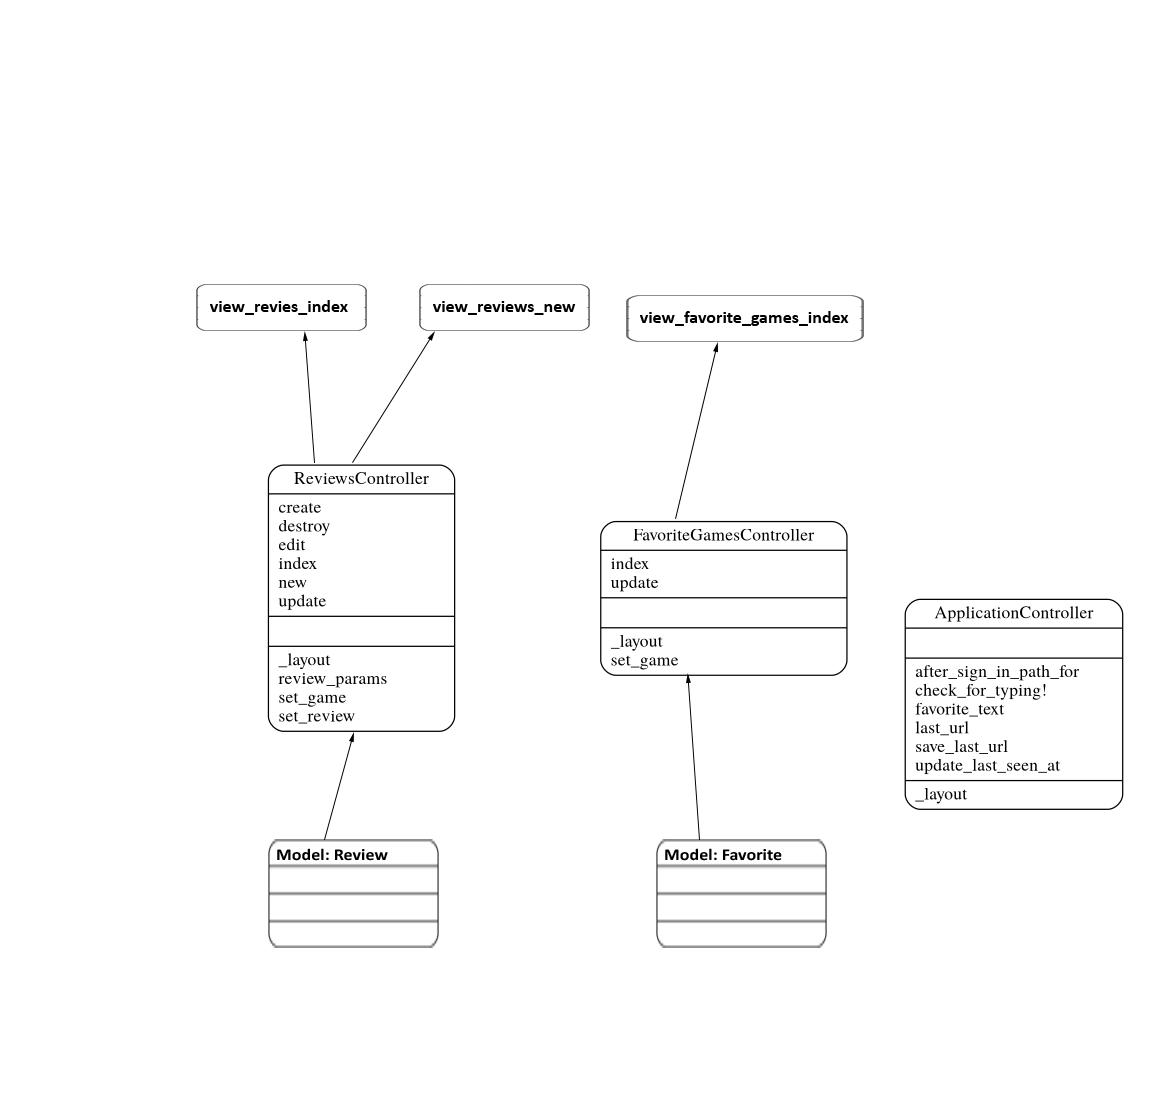 view_revies_index
view_reviews_new
view_favorite_games_index
ReviewsController
create
destroy
edit
index
new
update
_layout
review_params
set_game
set_review
FavoriteGamesController
index
update
_layout
set_game
ApplicationController
after_sign_in_path_for
check_for_typing!
favorite_text
last_url
save_last_url
update_last_seen_at
_layout
Model: Review
Model: Favorite